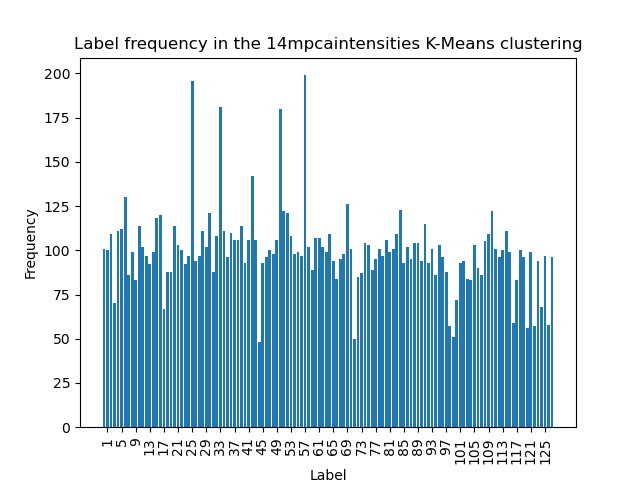 Label frequency in the 14mpcaintensities K-Means clustering
200
175
150
125
100
75
50
25
0
Frequency
1 5 9 13 17 21 25 29 33 37 41 45 49 53 57 61 65 69 73 77 81 85 89 93 97 101 105 109 113 117 121 125
Label